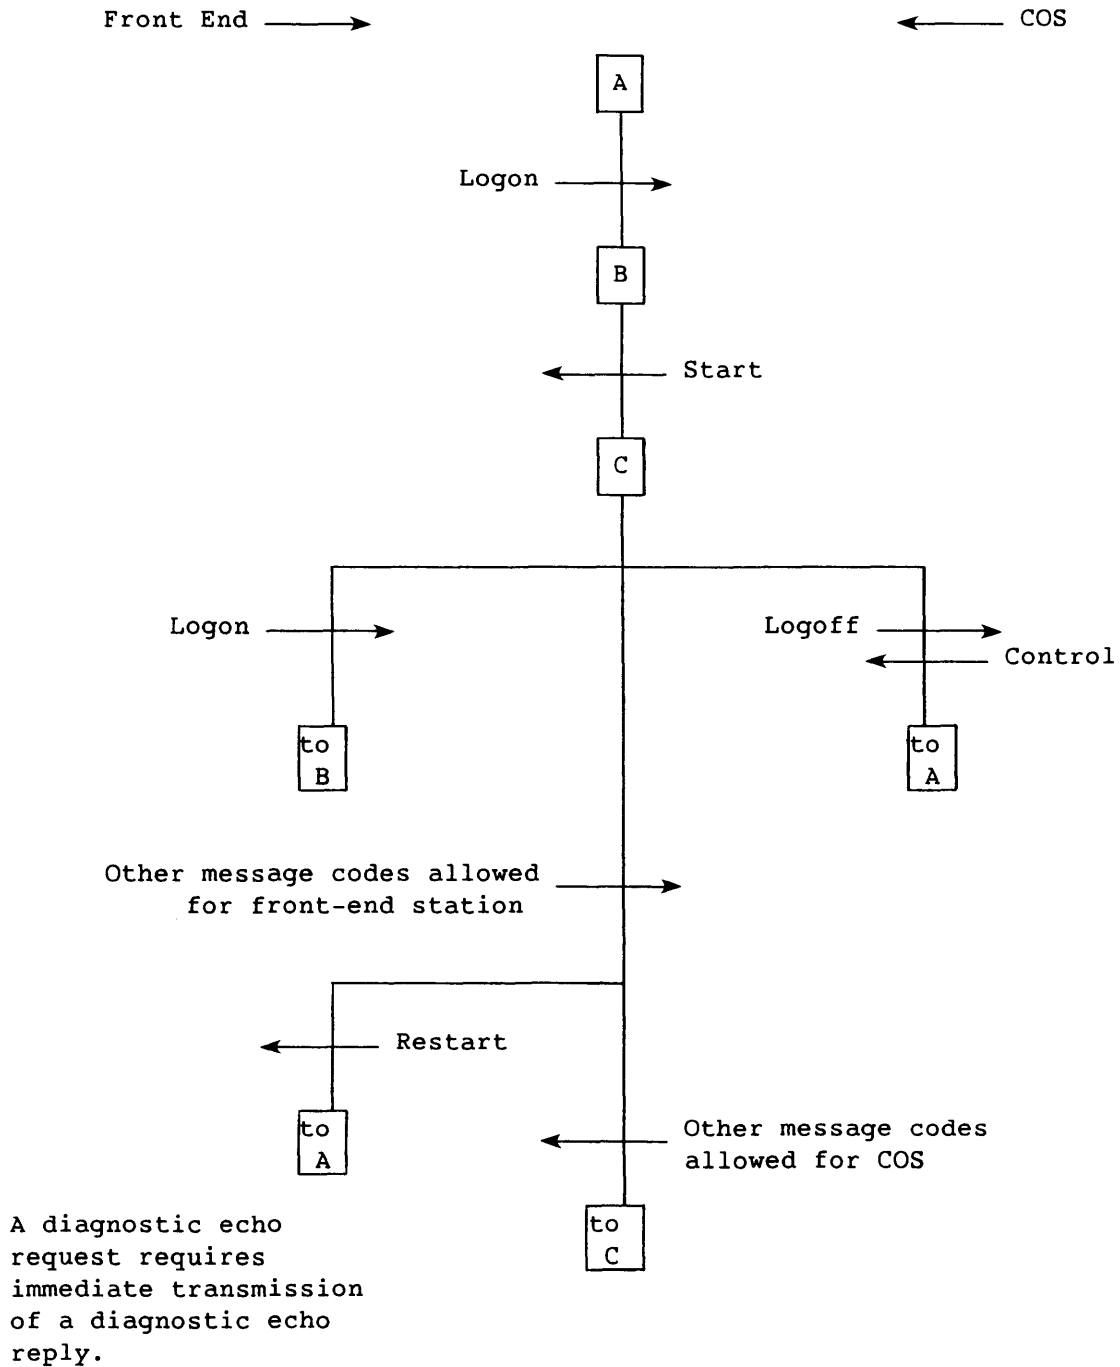 Front End
COS
A
Logon
B
Start
C
Logon
Logoff
Control
to
B
to
A
Other message codes allowed
for front-end station
Restart
to
A
Other message codes
allowed for COS
to
C
A diagnostic echo
request requires
immediate transmission
of a diagnostic echo
reply.